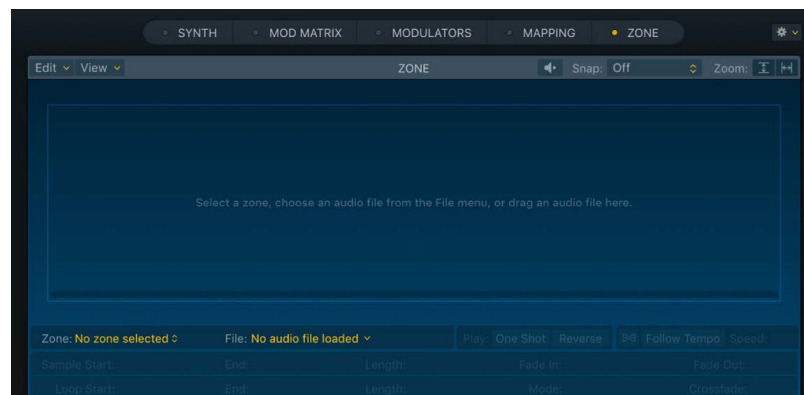 SYNTH MOD MATRIX MODULATORS MAPPING ZONE
Edit View ZONE Snap: Off Zoom:
Select a zone, choose an audio file from the File menu, or drag an audio file here.
Zone: No zone selected File: No audio file loaded Play: One Shot Reverse Follow Tempo Speed:
Sample Start: End: Length: Fade In: Fade Out:
Loop Start: End: Length: Mode: Crossfade: